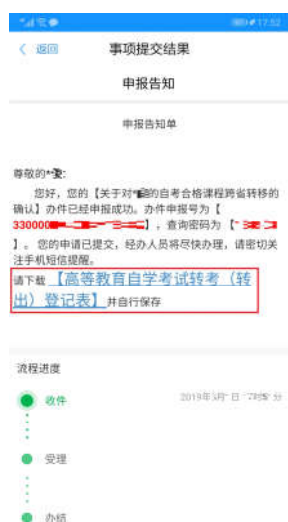 17:52
返回 事项提交结果
申报告知
申报告知单
尊敬的*
您好，您的【关于对*的自考合格课程跨省转移的
确认】办件已经申报成功。办件申报号为【
330000】，查询密码为【*
】。您的申请已提交，经办人员将尽快办理，请密切关
注手机短信提醒。
请下载【高等教育自学考试转考（转
出）登记表】并自行保存
流程进度
收件 2019年 月 日 分
受理
办结